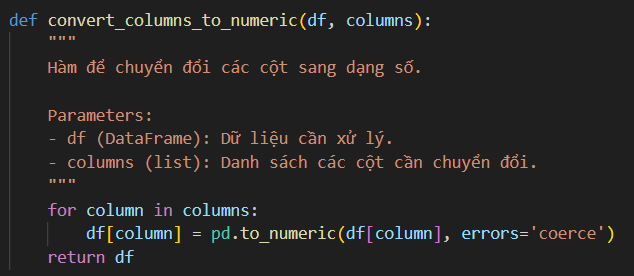 def convert_columns_to_numeric(df, columns):
    """
    Hàm để chuyển đổi các cột sang dạng số.

    Parameters:
    - df (DataFrame): Dữ liệu cần xử lý.
    - columns (list): Danh sách các cột cần chuyển đổi.
    """
    for column in columns:
        df[column] = pd.to_numeric(df[column], errors='coerce')
    return df